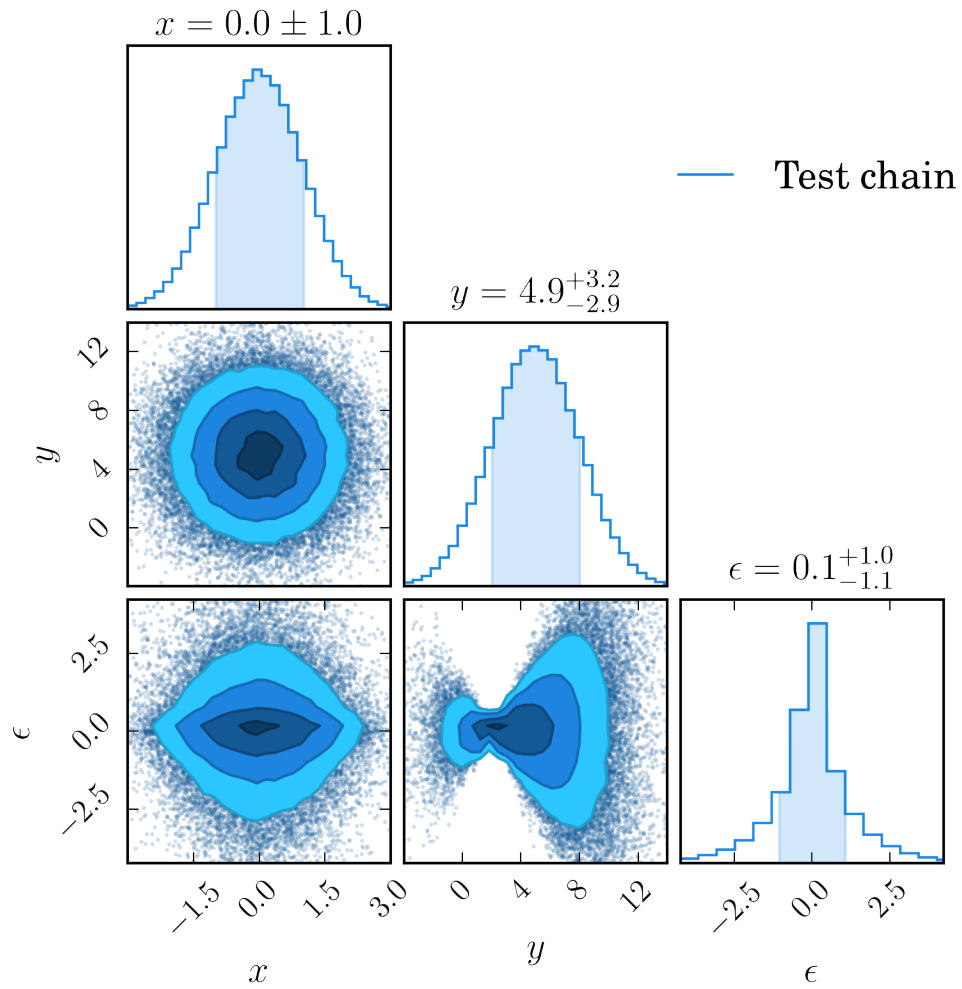 x = 0.0 ± 1.0
Test chain
y = 4.9^{+3.2}_{-2.9}
12
8
4
0
y
ϵ = 0.1^{+1.0}_{-1.1}
2.5
0.0
−2.5
ϵ
−1.5 0.0 1.5 3.0
0 4 8 12
−2.5 0.0 2.5
x
y
ϵ